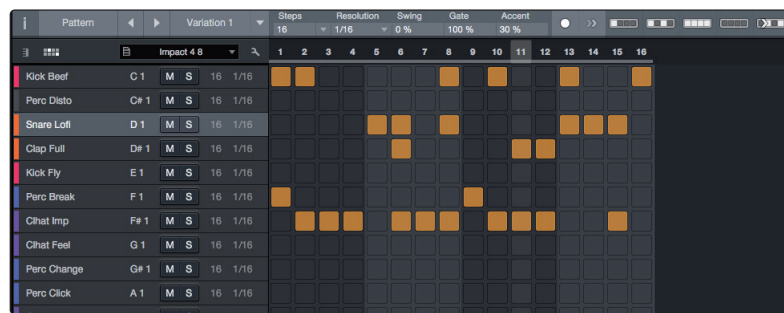 i Pattern Variation 1 Steps Resolution Swing Gate Accent
16 1/16 0 % 100 % 30 %
Impact 4 8 1 2 3 4 5 6 7 8 9 10 11 12 13 14 15 16
Kick Beef C 1 M S 16 1/16
Perc Disto C# 1 M S 16 1/16
Snare Lofi D 1 M S 16 1/16
Clap Full D# 1 M S 16 1/16
Kick Fly E 1 M S 16 1/16
Perc Break F 1 M S 16 1/16
Clhat Imp F# 1 M S 16 1/16
Clhat Feel G 1 M S 16 1/16
Perc Change G# 1 M S 16 1/16
Perc Click A 1 M S 16 1/16